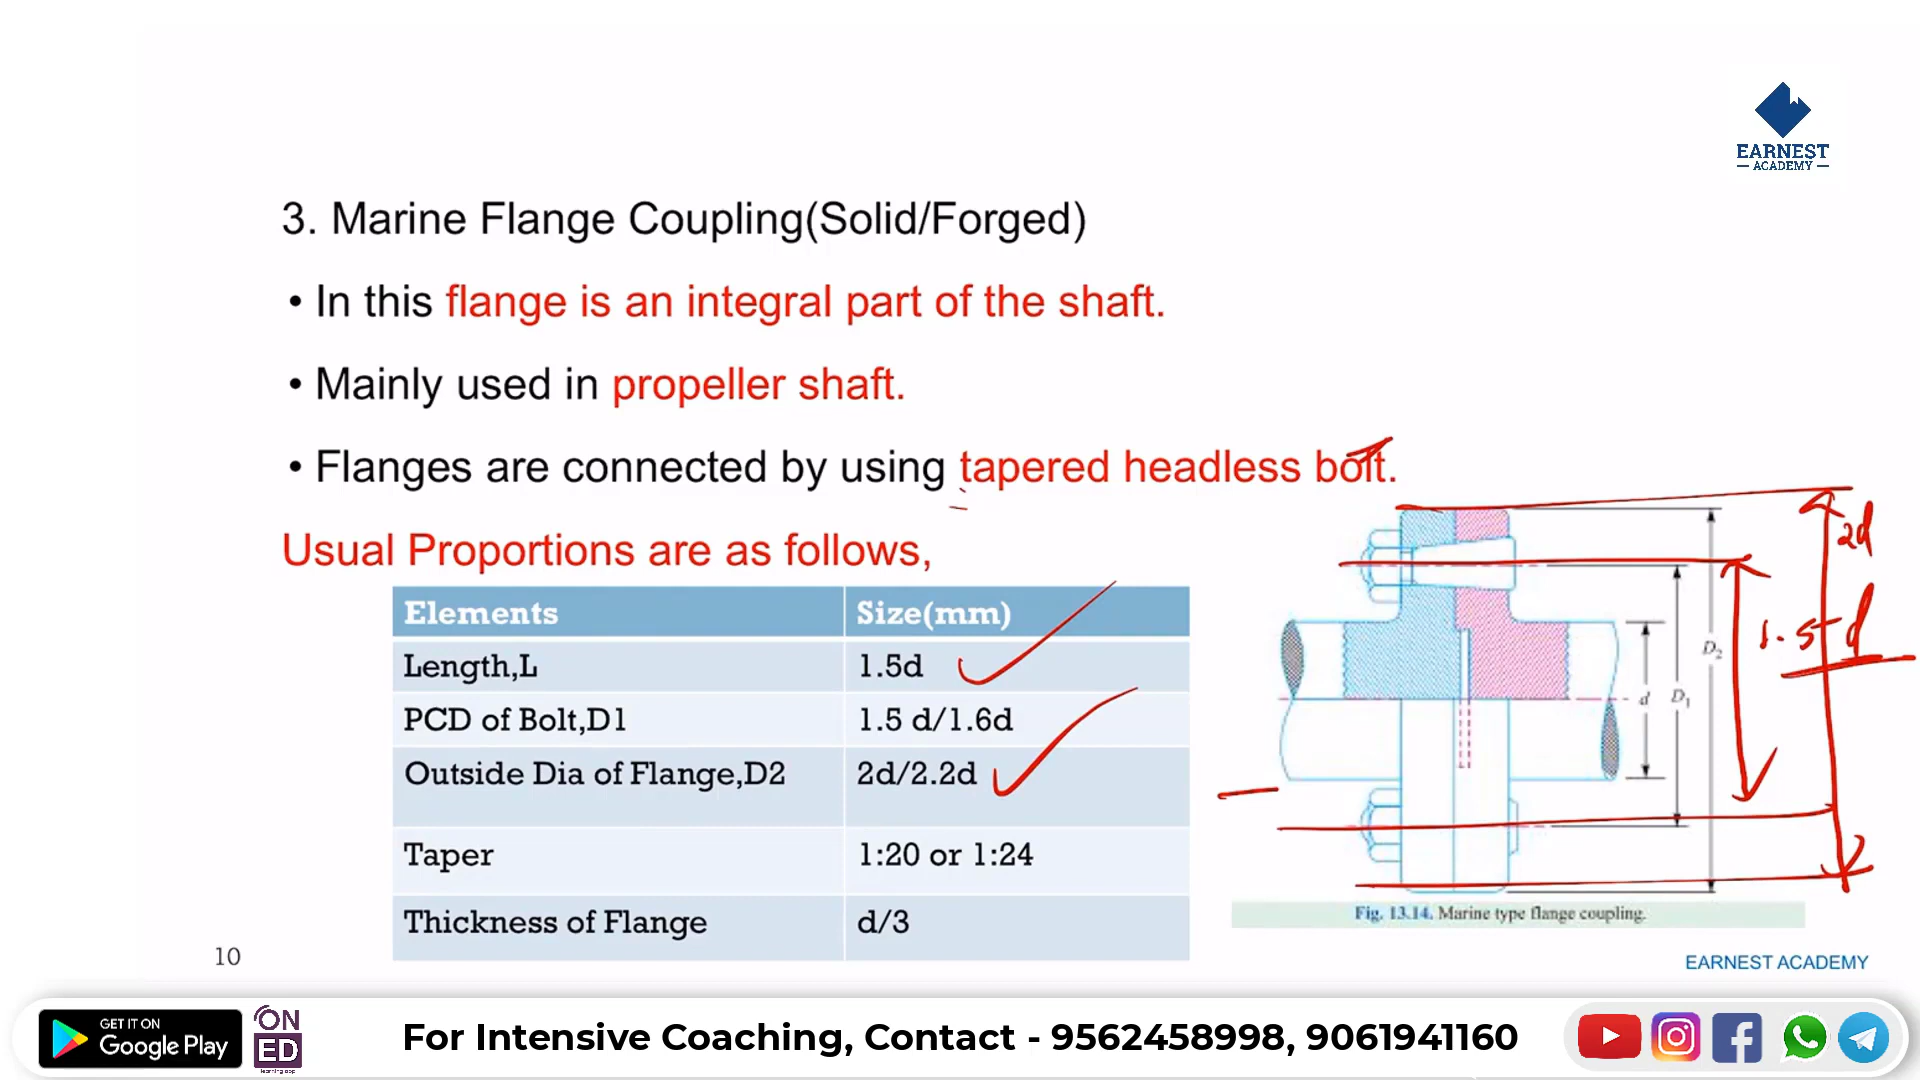 EARNEST
ACADEMY
3. Marine Flange Coupling(Solid/Forged)
• In this flange is an integral part of the shaft.
• Mainly used in propeller shaft.
• Flanges are connected by using tapered headless bolt.
Usual Proportions are as follows,
Elements Size(mm)
Length,L 1.5d
PCD of Bolt,D1 1.5 d/1.6d
Outside Dia of Flange,D2 2d/2.2d
Taper 1:20 or 1:24
Thickness of Flange d/3
2d
1.5 d
d D1 D2
Fig. 13.14. Marine type flange coupling.
10
EARNEST ACADEMY
GET IT ON
Google Play
ON
ED
learning app
For Intensive Coaching, Contact - 9562458998, 9061941160